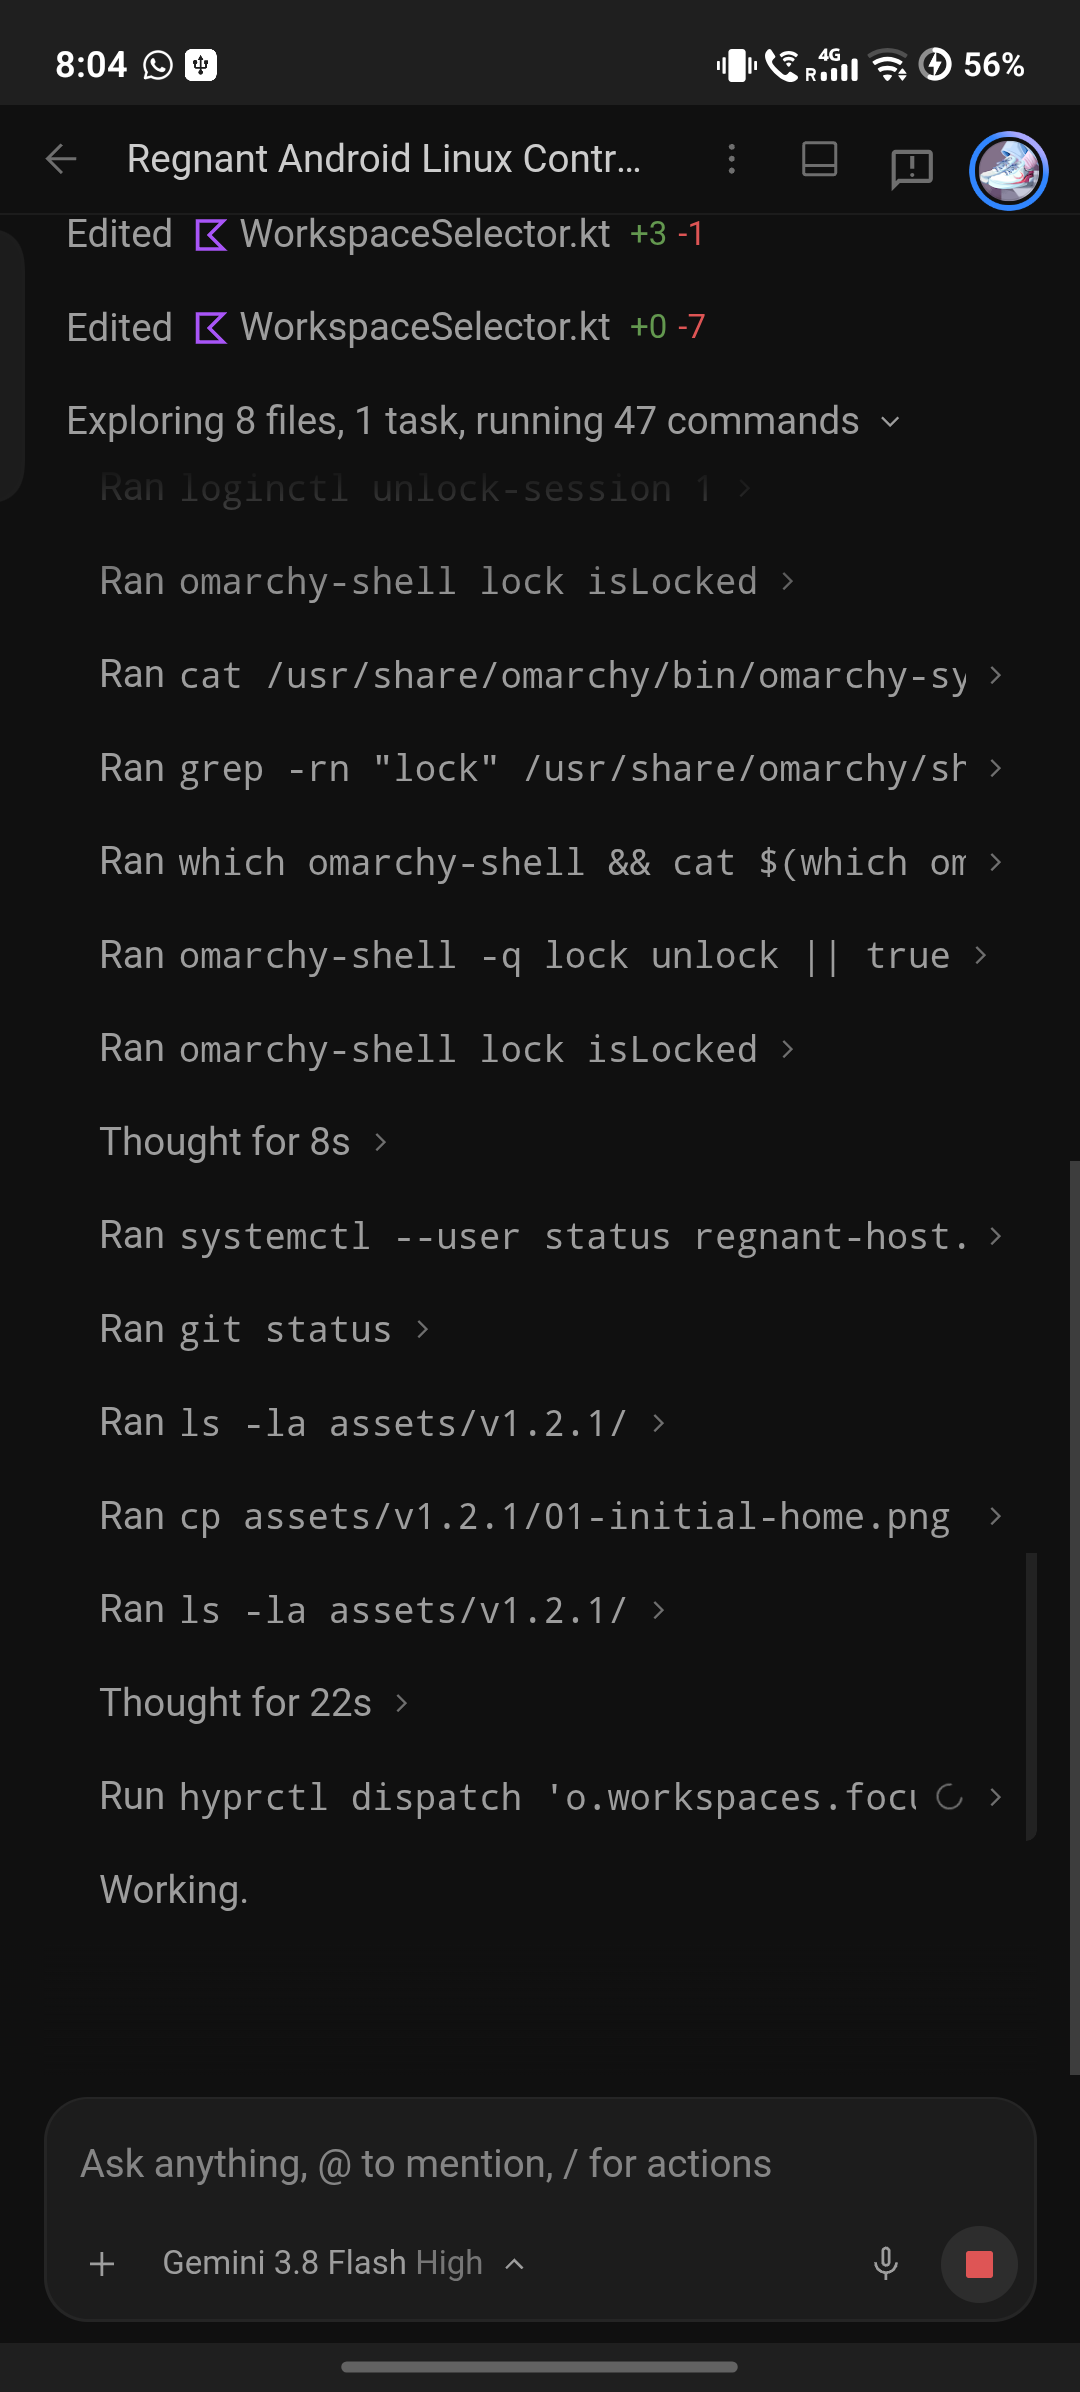 8:04
4G
R
56%
Regnant Android Linux Contr...
Edited WorkspaceSelector.kt +3 -1
Edited WorkspaceSelector.kt +0 -7
Exploring 8 files, 1 task, running 47 commands
Ran loginctl unlock-session 1
Ran omarchy-shell lock isLocked
Ran cat /usr/share/omarchy/bin/omarchy-sy
Ran grep -rn "lock" /usr/share/omarchy/sh
Ran which omarchy-shell && cat $(which om
Ran omarchy-shell -q lock unlock || true
Ran omarchy-shell lock isLocked
Thought for 8s
Ran systemctl --user status regnant-host.
Ran git status
Ran ls -la assets/v1.2.1/
Ran cp assets/v1.2.1/01-initial-home.png
Ran ls -la assets/v1.2.1/
Thought for 22s
Run hyprctl dispatch 'o.workspaces.focu
Working.
Ask anything, @ to mention, / for actions
Gemini 3.8 Flash High